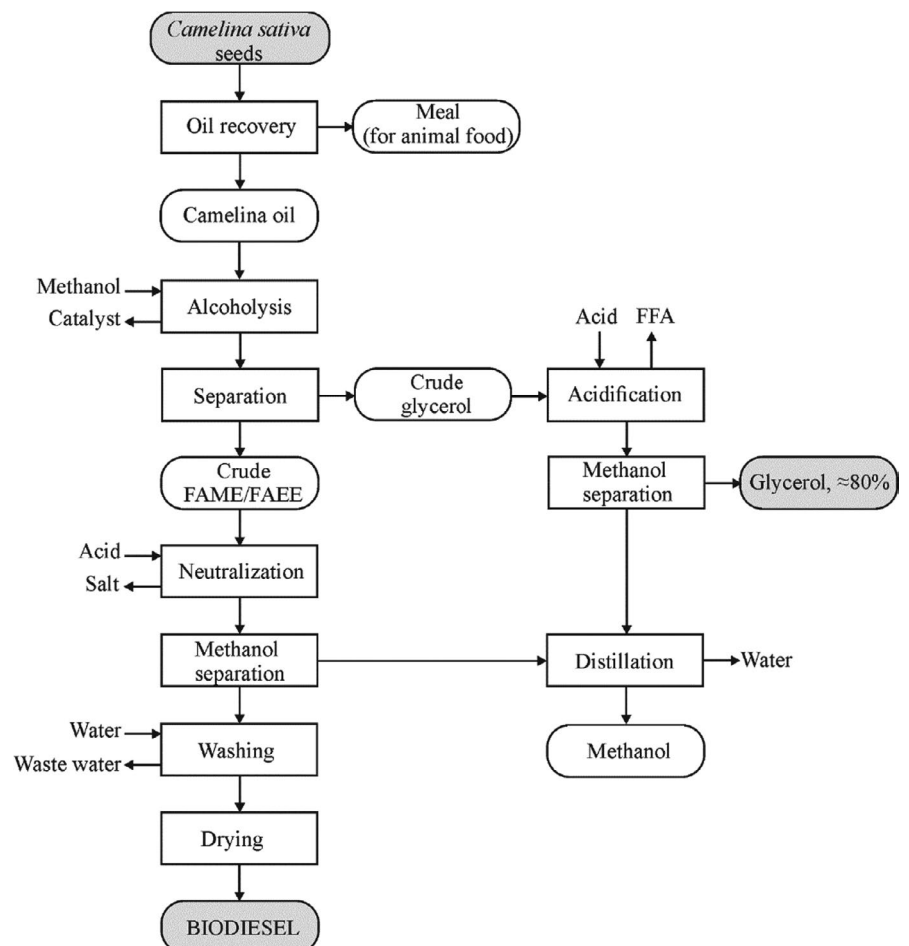 Camelina sativa
seeds
Oil recovery
Meal
(for animal food)
Camelina oil
Methanol
Catalyst
Alcoholysis
Acid
FFA
Separation
Crude
glycerol
Acidification
Crude
FAME/FAEE
Methanol
separation
Glycerol, ≈80%
Acid
Salt
Neutralization
Methanol
separation
Distillation
Water
Water
Waste water
Washing
Methanol
Drying
BIODIESEL